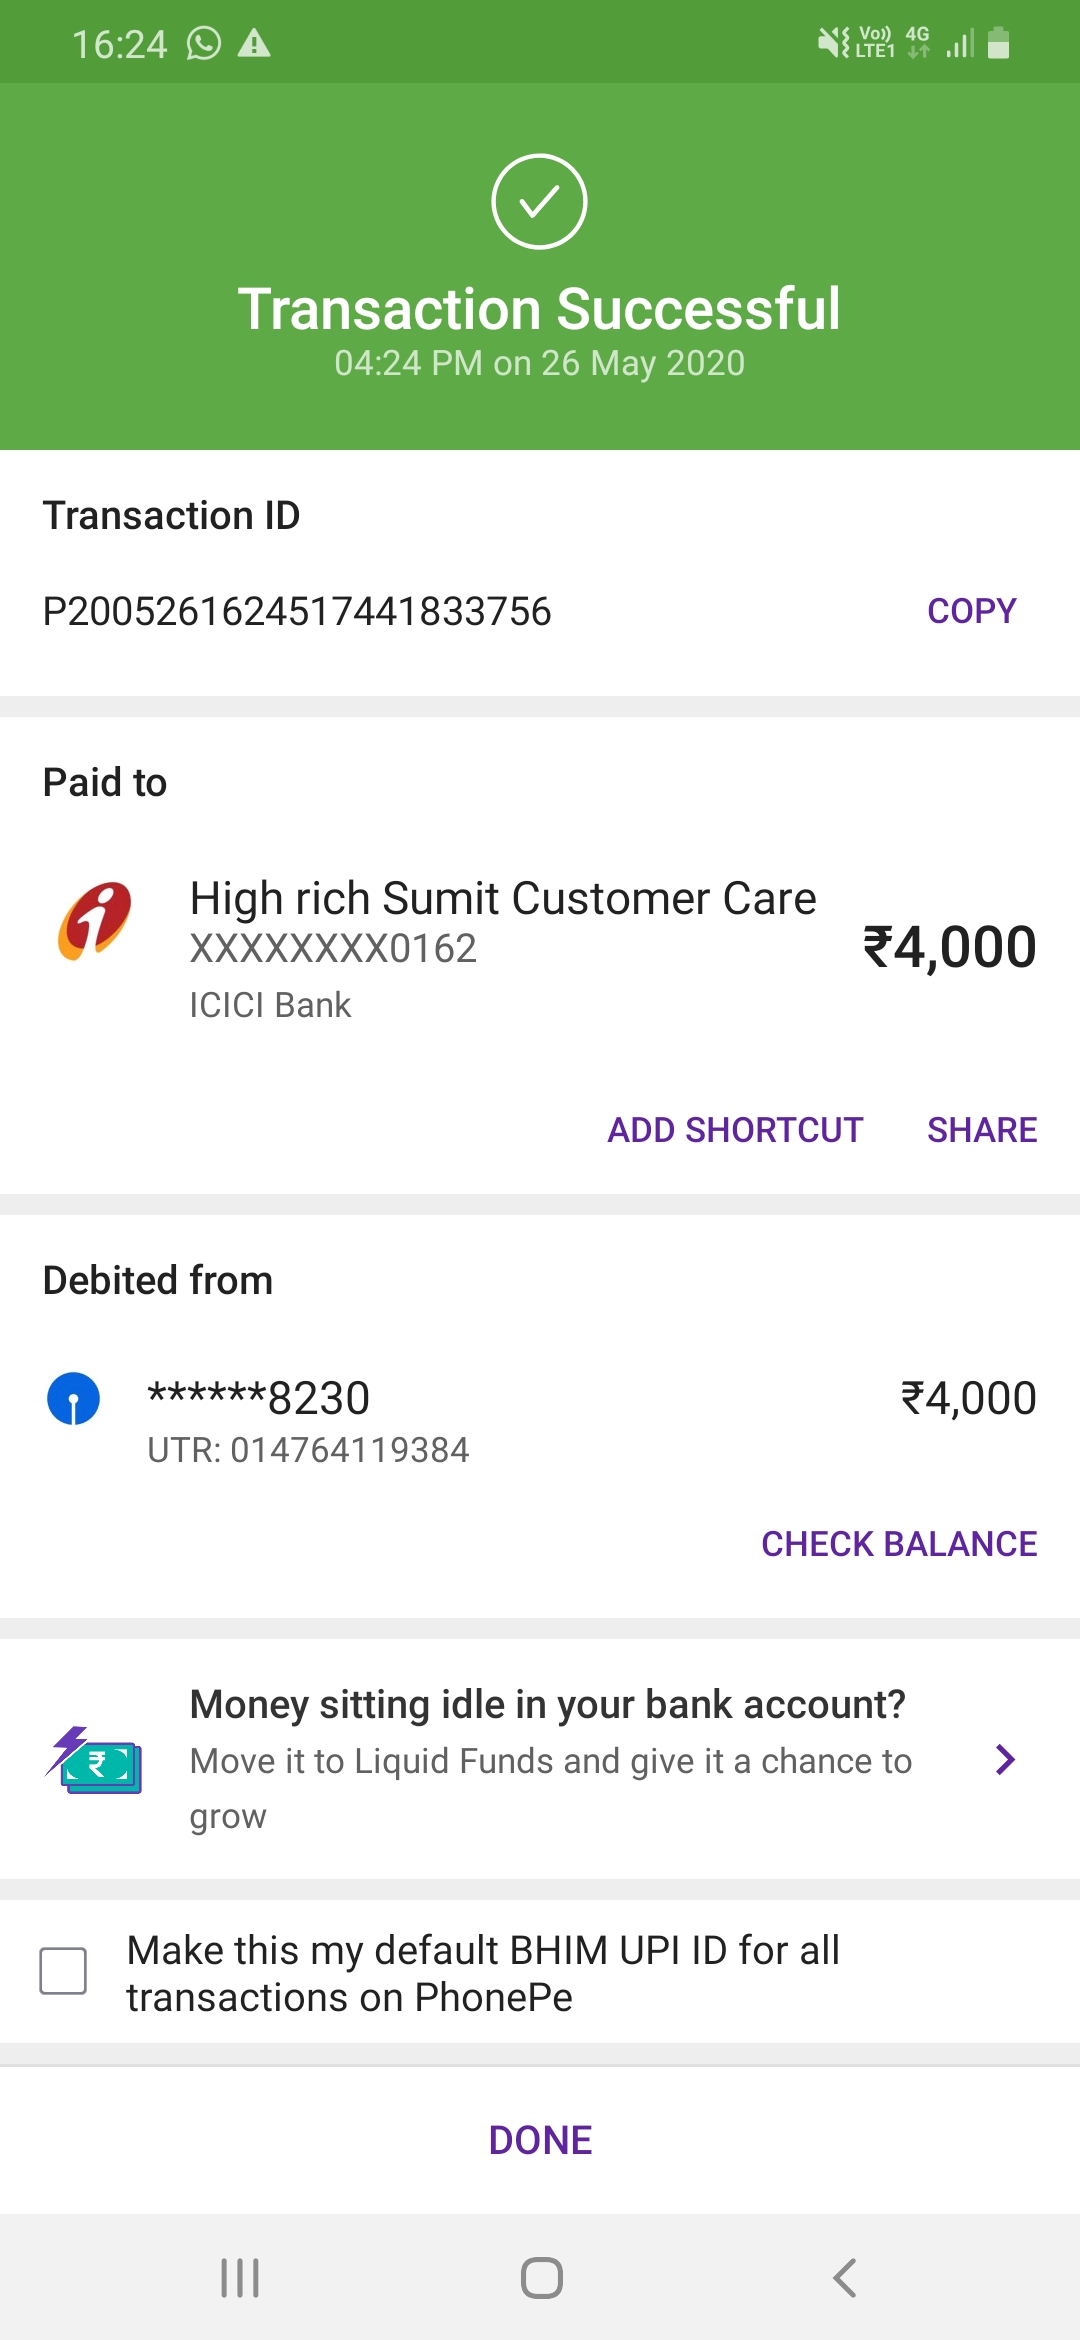 16:24
Vo)) 4G
LTE1
Transaction Successful
04:24 PM on 26 May 2020
Transaction ID
P2005261624517441833756
COPY
Paid to
High rich Sumit Customer Care
XXXXXXXX0162
₹4,000
ICICI Bank
ADD SHORTCUT SHARE
Debited from
******8230
₹4,000
UTR: 014764119384
CHECK BALANCE
Money sitting idle in your bank account?
Move it to Liquid Funds and give it a chance to
grow
₹
Make this my default BHIM UPI ID for all
transactions on PhonePe
DONE